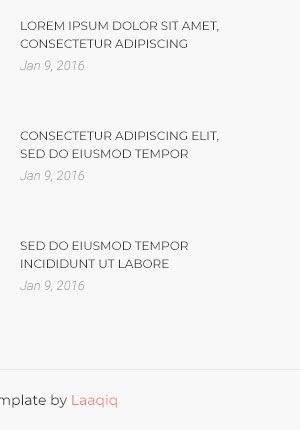 LOREM IPSUM DOLOR SIT AMET,
CONSECTETUR ADIPISCING
Jan 9, 2016
CONSECTETUR ADIPISCING ELIT,
SED DO EIUSMOD TEMPOR
Jan 9, 2016
SED DO EIUSMOD TEMPOR
INCIDIDUNT UT LABORE
Jan 9, 2016
mplate by Laaqiq